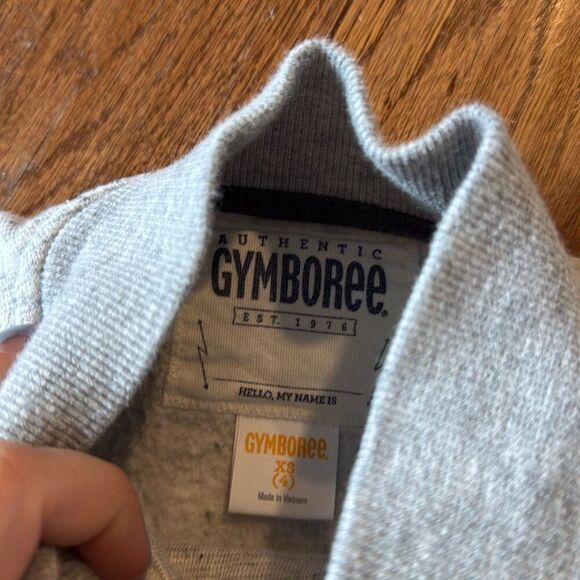 AUTHENTIC
GYMBOREE®
EST. 1976
HELLO, MY NAME IS
GYMBOREE.
XS
(4)
Made in Vietnam